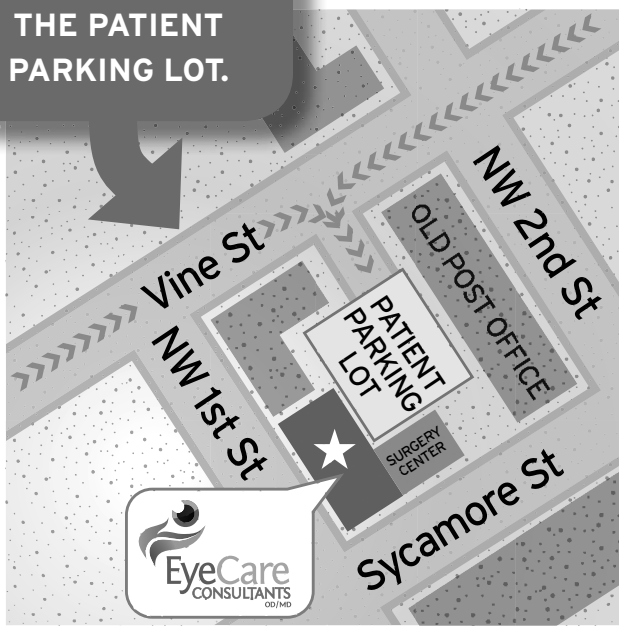 THE PATIENT
PARKING LOT.
Vine St
NW 2nd St
OLD POST OFFICE
PATIENT
PARKING
LOT
NW 1st St
SURGERY
CENTER
Sycamore St
EyeCare
CONSULTANTS
OD/MD